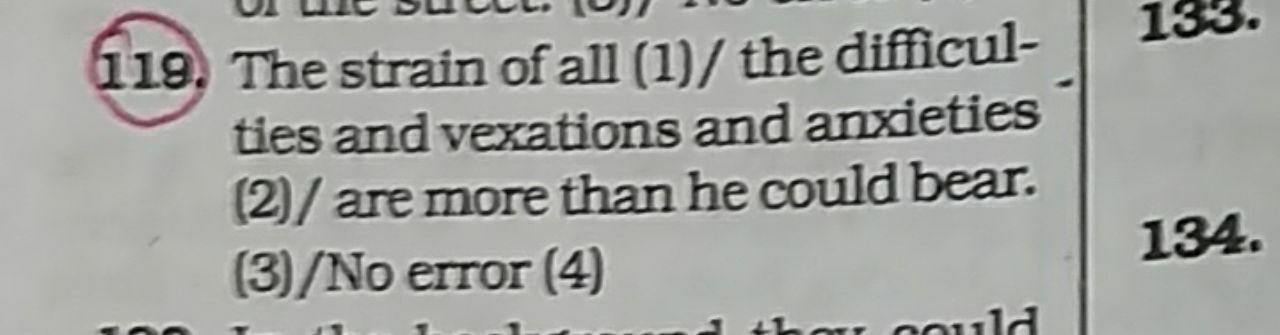 119. The strain of all (1)/ the difficul-
ties and vexations and anxieties
(2)/ are more than he could bear.
(3)/No error (4)
133.
134.